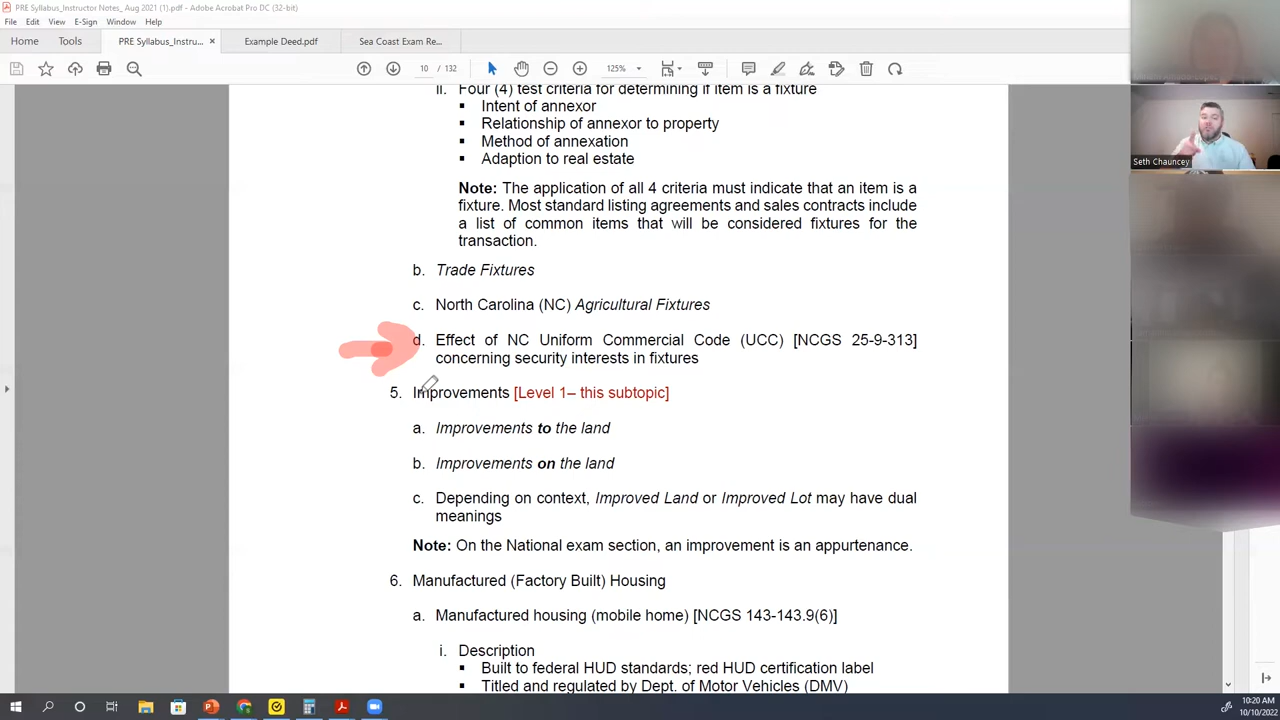 PRE Syllabus_Instructor Notes_ Aug 2021 (1).pdf - Adobe Acrobat Pro DC (32-bit)
File Edit View E-Sign Window Help
Home Tools PRE Syllabus_Instru... × Example Deed.pdf Sea Coast Exam Re...
10 / 132 125%
ii. Four (4) test criteria for determining if item is a fixture
▪ Intent of annexor
▪ Relationship of annexor to property
▪ Method of annexation
▪ Adaption to real estate
Note: The application of all 4 criteria must indicate that an item is a
fixture. Most standard listing agreements and sales contracts include
a list of common items that will be considered fixtures for the
transaction.
b. Trade Fixtures
c. North Carolina (NC) Agricultural Fixtures
d. Effect of NC Uniform Commercial Code (UCC) [NCGS 25-9-313]
concerning security interests in fixtures
5. Improvements [Level 1– this subtopic]
a. Improvements to the land
b. Improvements on the land
c. Depending on context, Improved Land or Improved Lot may have dual
meanings
Note: On the National exam section, an improvement is an appurtenance.
6. Manufactured (Factory Built) Housing
a. Manufactured housing (mobile home) [NCGS 143-143.9(6)]
i. Description
▪ Built to federal HUD standards; red HUD certification label
▪ Titled and regulated by Dept. of Motor Vehicles (DMV)
Seth Chauncey
10:20 AM
10/10/2022